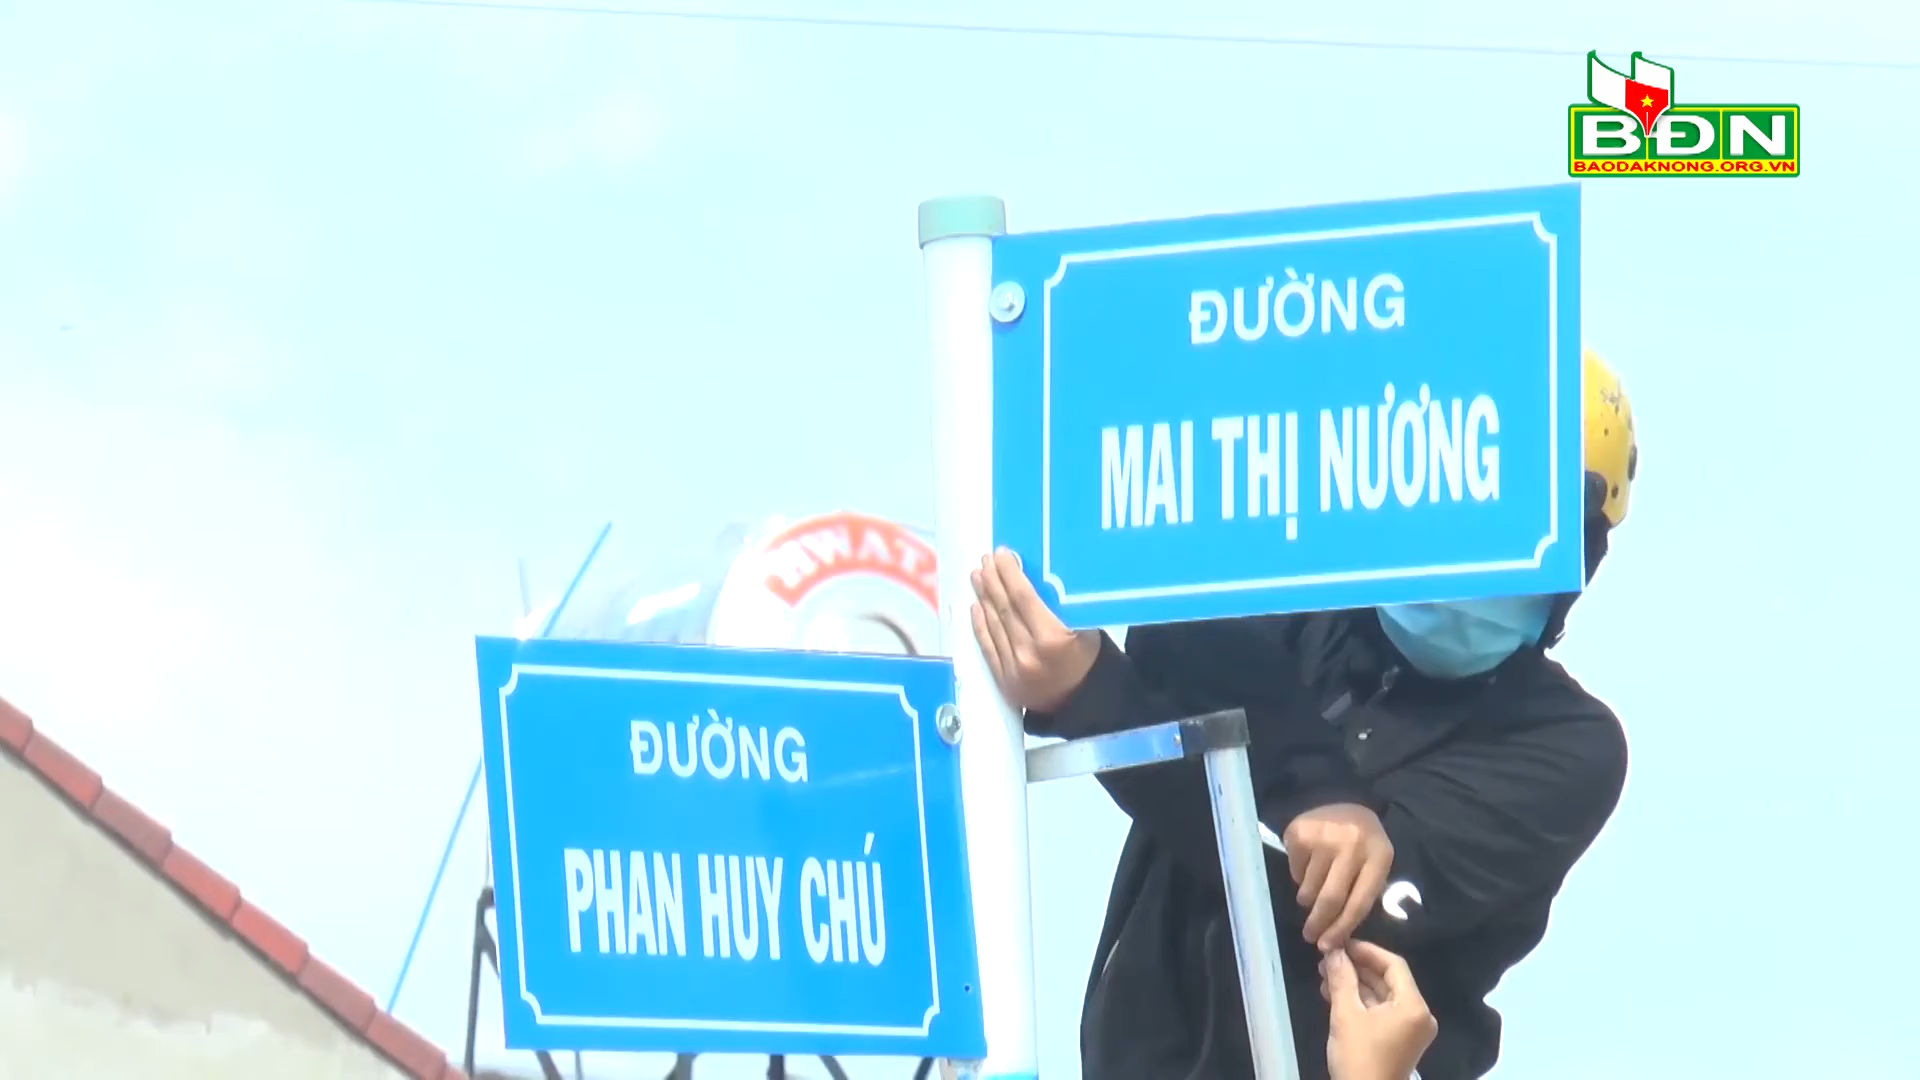 BĐN
BAODAKNONG.ORG.VN
ĐƯỜNG
MAI THỊ NƯƠNG
ĐƯỜNG
PHAN HUY CHÚ